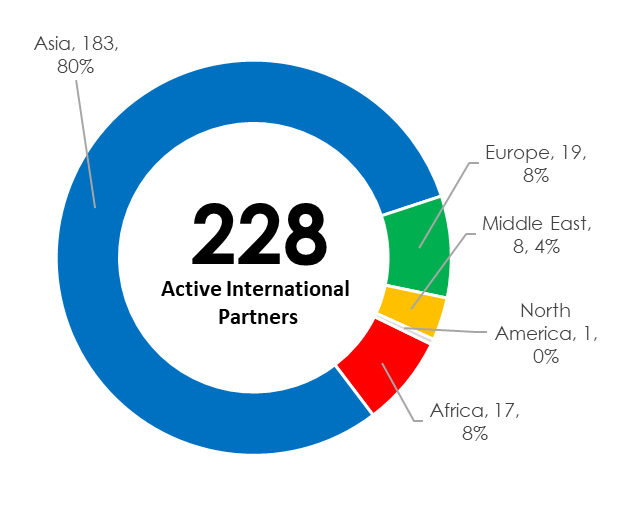 Asia, 183,
80%
Europe, 19,
8%
Middle East,
8, 4%
228
Active International
Partners
North
America, 1,
0%
Africa, 17,
8%